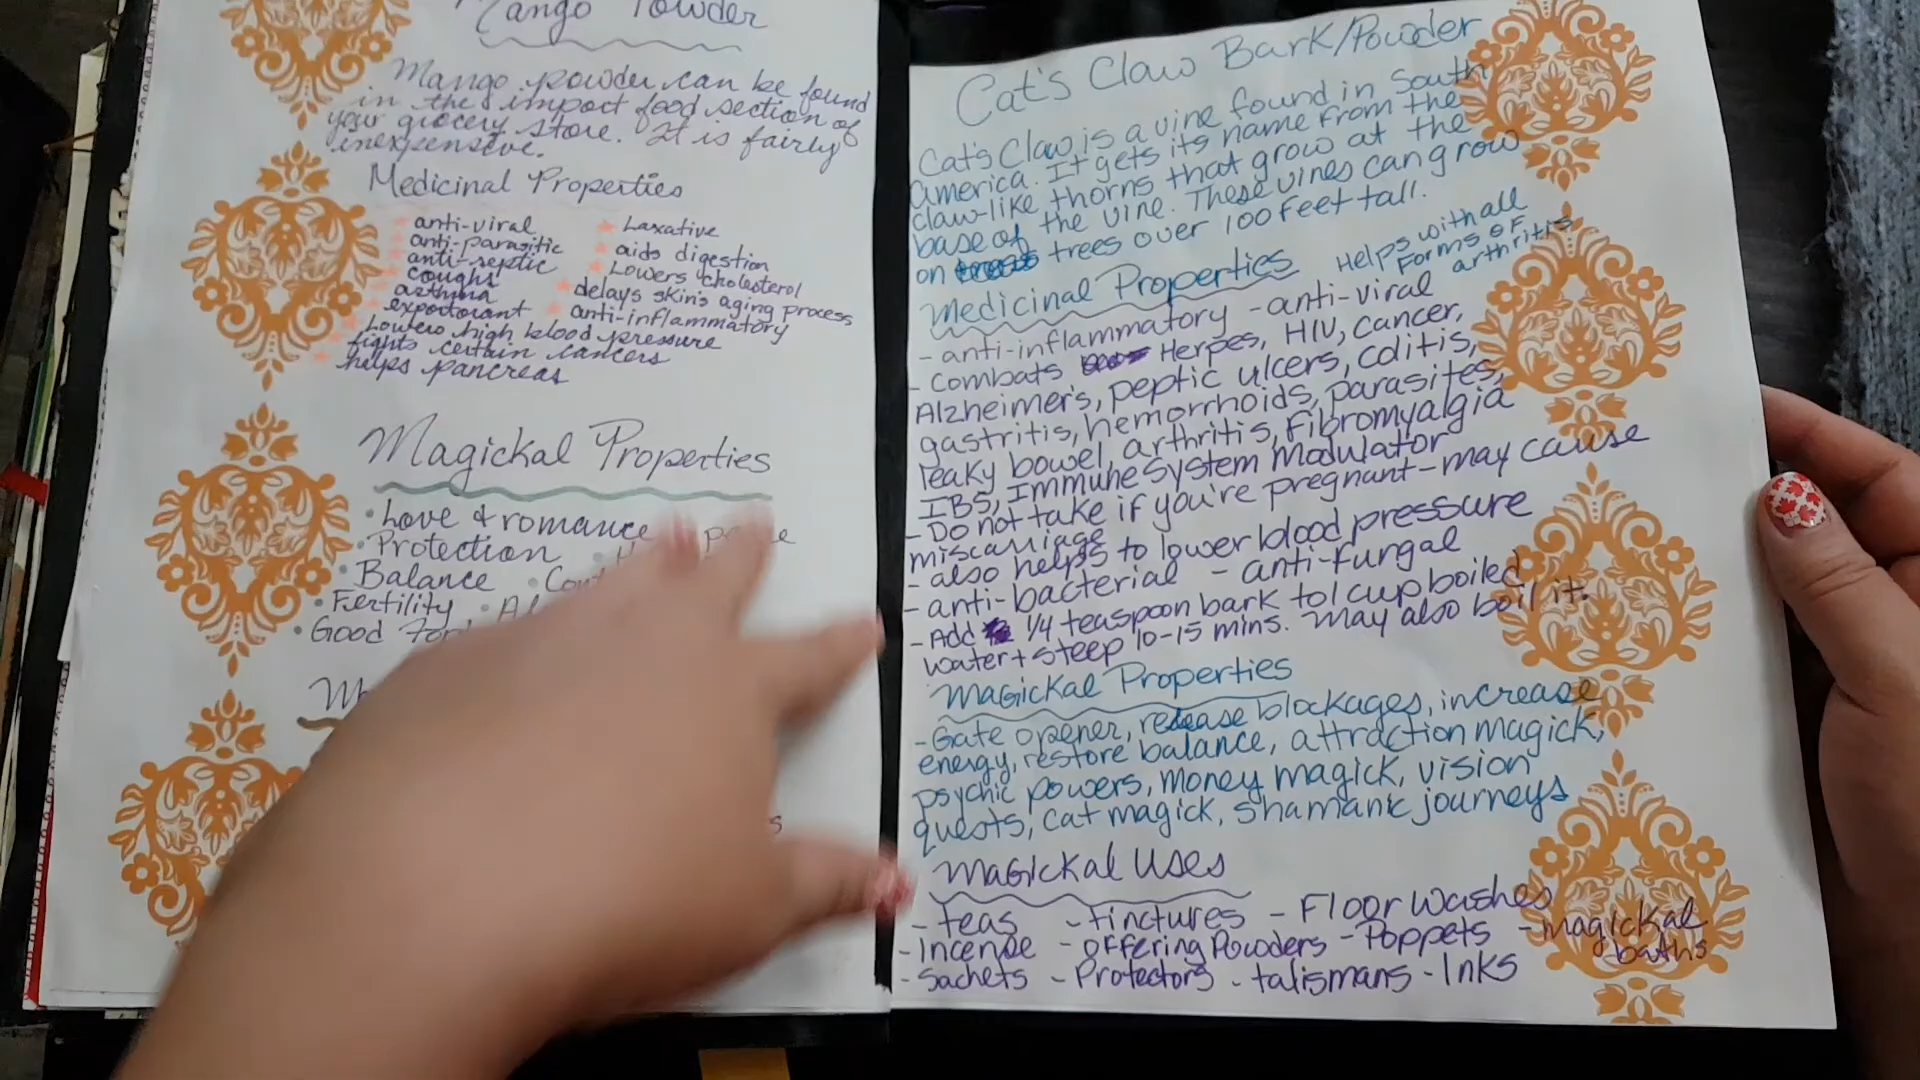 Mango Powder
Mango powder can be found
in the import food section of
your grocery store. It is fairly
inexpensive.
Medicinal Properties
anti-viral
anti-parasitic
anti-septic
coughs
asthma
exportorant
Lowers high blood pressure
fights certain cancers
helps pancreas
Laxative
aids digestion
Lowers cholesterol
delays skin's aging process
anti-inflammatory
Magickal Properties
Love & romance
Protection
Balance
Fertility
Good
Cat's Claw Bark/Powder
Cat's Claw is a vine found in South
America. It gets its name from the
claw-like thorns that grow at the
base of the vine. These vines can grow
on trees over 100 feet tall.
Medicinal Properties
Helps with all
forms of
arthritis
- anti-inflammatory - anti-viral
- combats Herpes, HIV, cancer,
Alzheimer's, peptic ulcers, colitis,
gastritis, hemorrhoids, parasites,
leaky bowel, arthritis, Fibromyalgia
IBS, Immune System Modulator
- Do not take if you're pregnant - may cause
miscarriage
- also helps to lower blood pressure
- anti-bacterial - anti-fungal
- Add 1/4 teaspoon bark to 1 cup boiled
water + steep 10-15 mins. May also boil it.
Magickal Properties
- Gate opener, release blockages, increase
energy, restore balance, attraction magick,
psychic powers, money magick, vision
quests, cat magick, shamanic journeys
Magickal Uses
- teas - tinctures - Floor Washes
- Incense - offering Powders - Poppets - magickal
baths
- sachets - Protectors - talismans - Inks